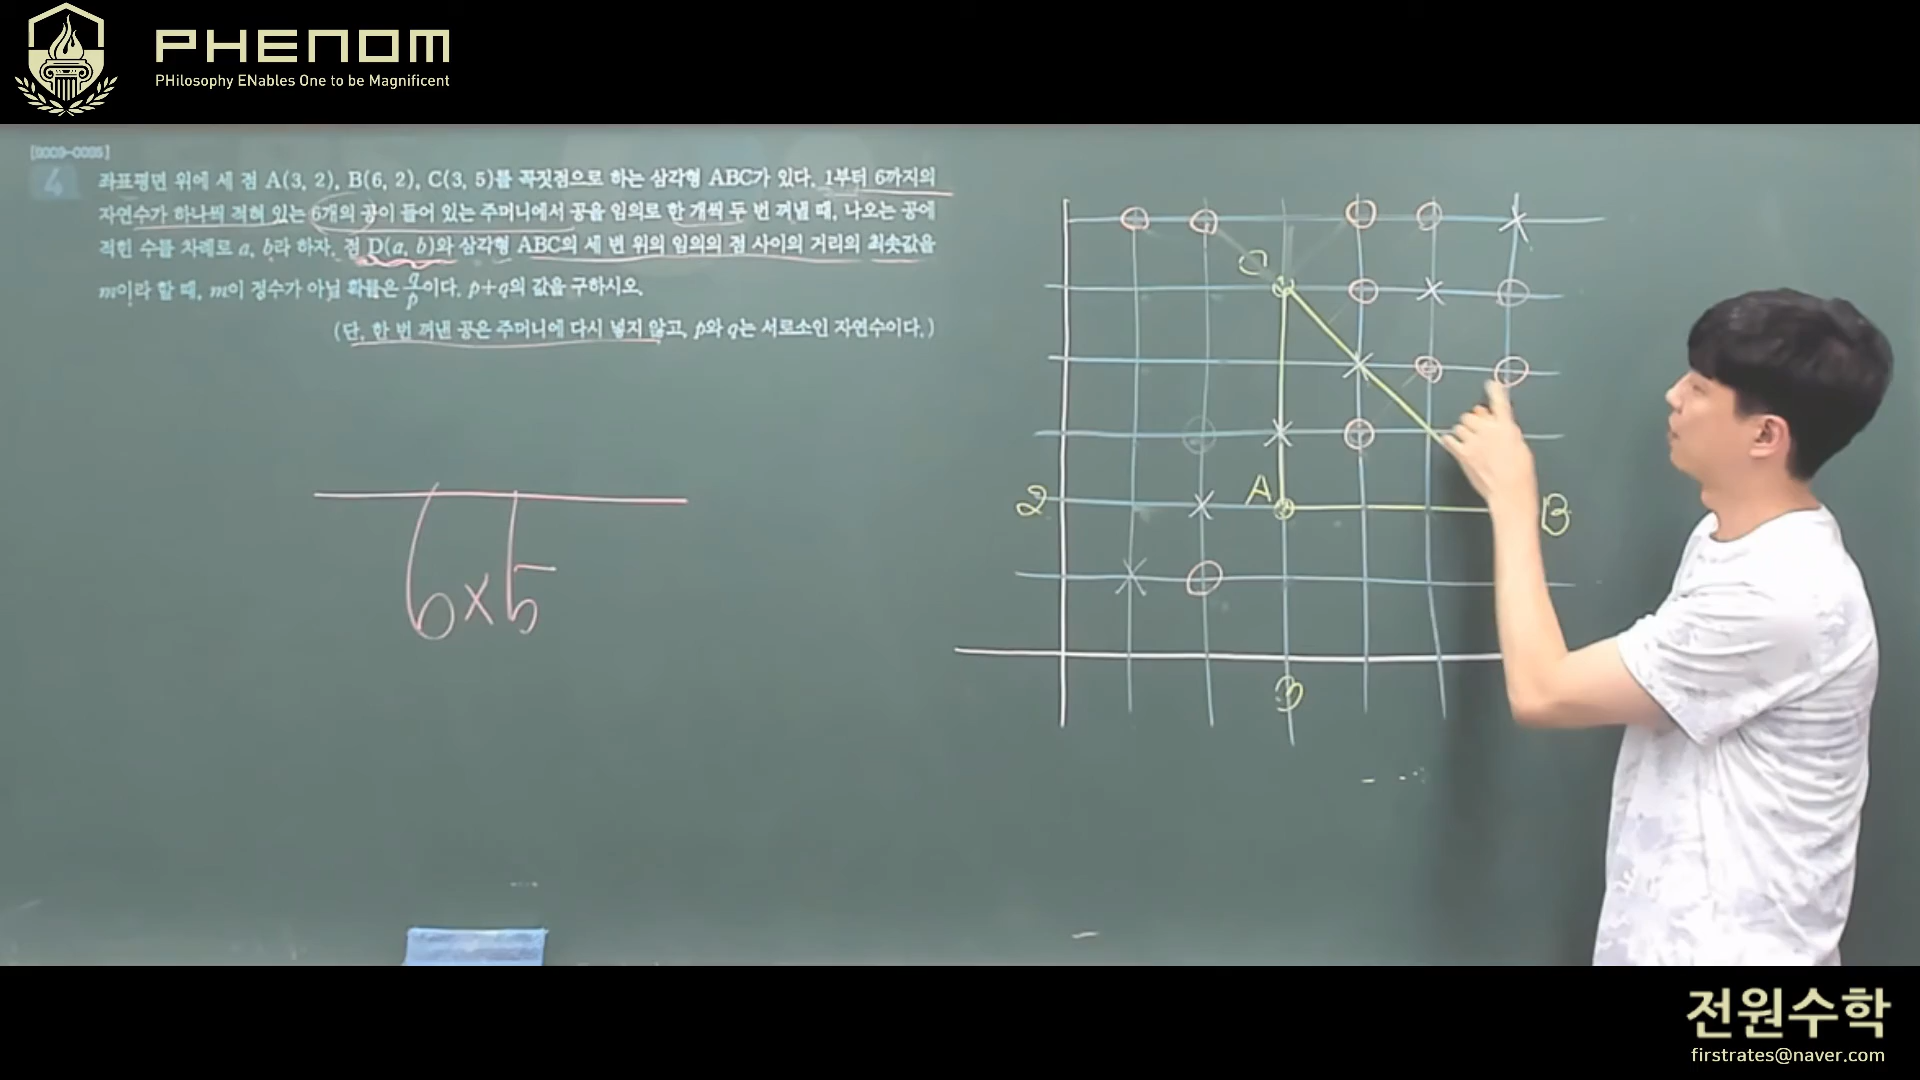 PHENOM
PHilosophy ENables One to be Magnificent
4
좌표평면 위에 세 점 A(3, 2), B(6, 2), C(3, 5)를 꼭짓점으로 하는 삼각형 ABC가 있다. 1부터 6까지의
자연수가 하나씩 적혀 있는 6개의 공이 들어 있는 주머니에서 공을 임의로 한 개씩 두 번 꺼낼 때, 나오는 공에
적힌 수를 차례로 a, b라 하자. 점 D(a, b)와 삼각형 ABC의 세 변 위의 임의의 점 사이의 거리의 최솟값을
m이라 할 때, m이 정수가 아닐 확률은 q/p이다. p+q의 값을 구하시오.
(단, 한 번 꺼낸 공은 주머니에 다시 넣지 않고, p와 q는 서로소인 자연수이다.)
6×5
C
A
2
B
3
전원수학
firstrates@naver.com